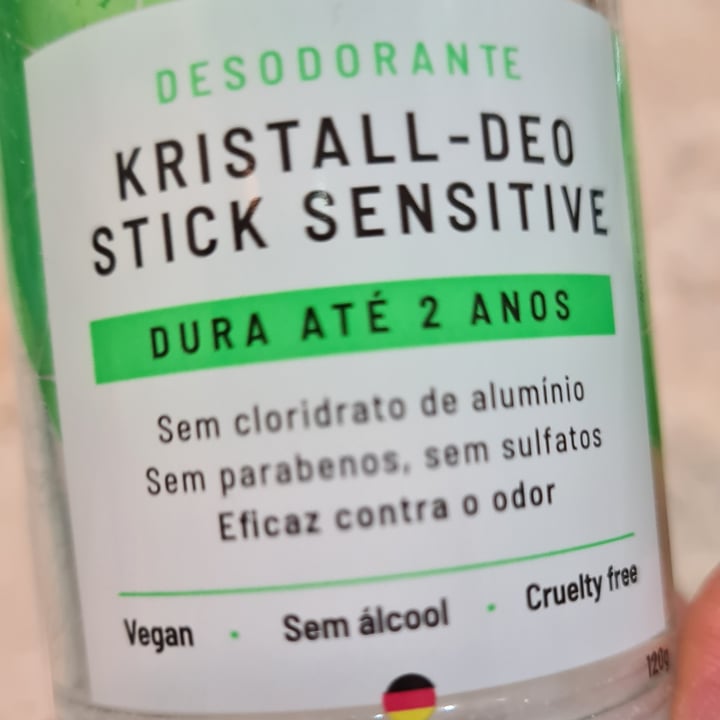 DESODORANTE
KRISTALL-DEO
STICK SENSITIVE
DURA ATÉ 2 ANOS
Sem cloridrato de alumínio
Sem parabenos, sem sulfatos
Eficaz contra o odor
Vegan · Sem álcool · Cruelty free
120g